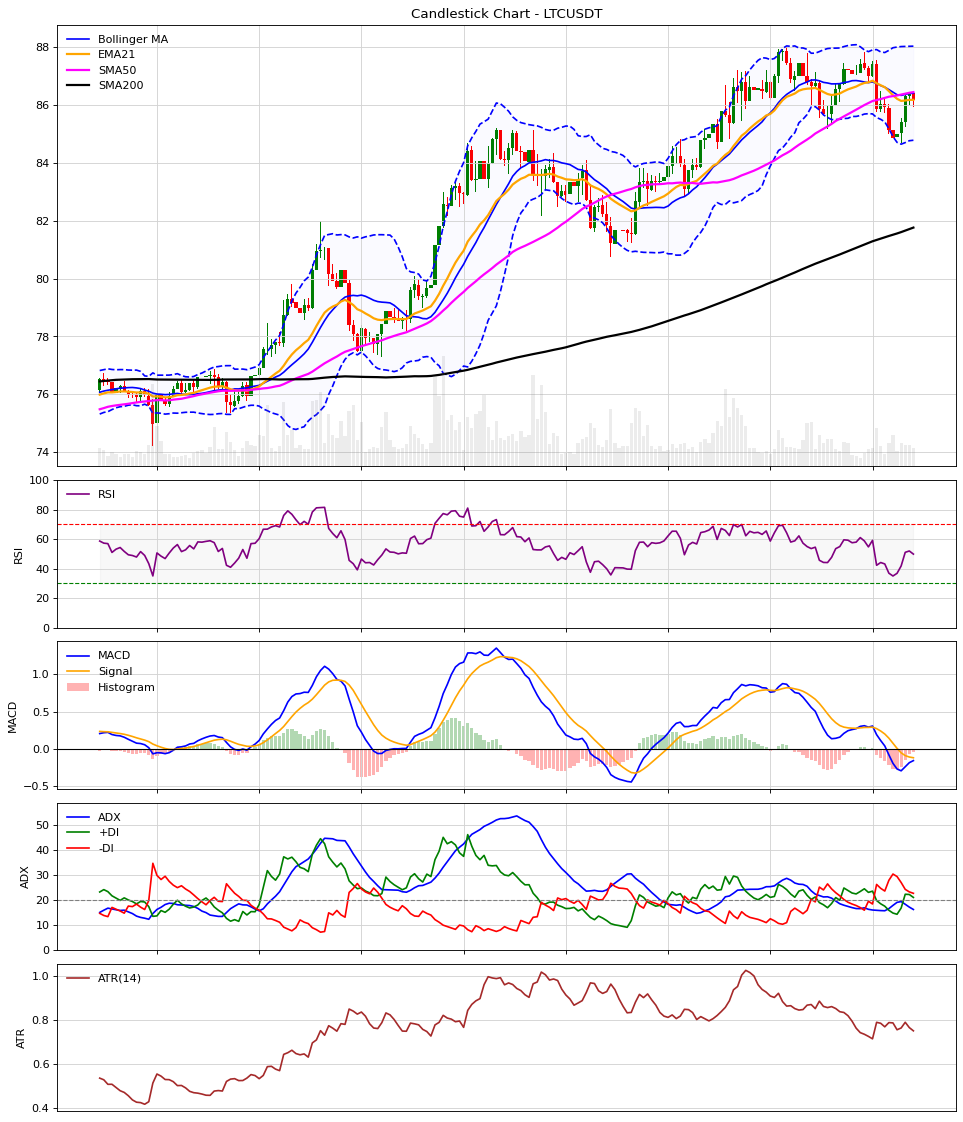 Candlestick Chart - LTCUSDT
Bollinger MA
EMA21
SMA50
SMA200
88
86
84
82
80
78
76
74
RSI
RSI
100
80
60
40
20
0
MACD
MACD
Signal
Histogram
1.0
0.5
0.0
−0.5
ADX
ADX
+DI
-DI
50
40
30
20
10
0
ATR
ATR(14)
1.0
0.8
0.6
0.4